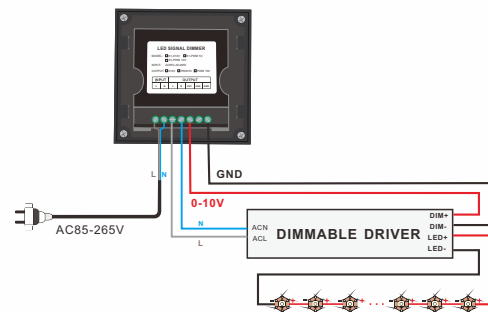 LED SIGNAL DIMMER
INPUT OUTPUT
L N
GND
0-10V
AC85-265V
N
L
ACN
ACL
DIMMABLE DRIVER
DIM+
DIM-
LED+
LED-